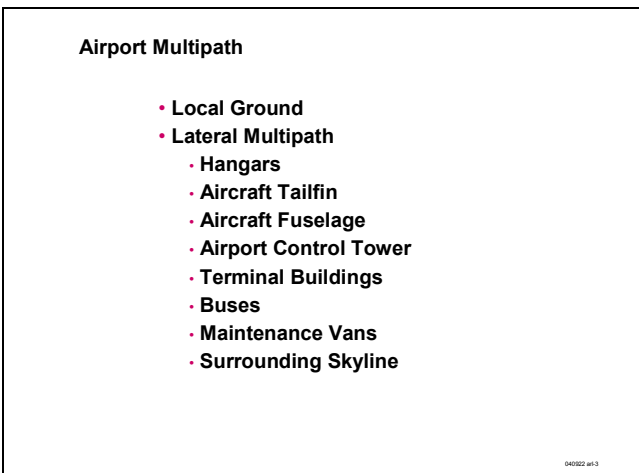 Airport Multipath
• Local Ground
• Lateral Multipath
• Hangars
• Aircraft Tailfin
• Aircraft Fuselage
• Airport Control Tower
• Terminal Buildings
• Buses
• Maintenance Vans
• Surrounding Skyline
040922 arl-3